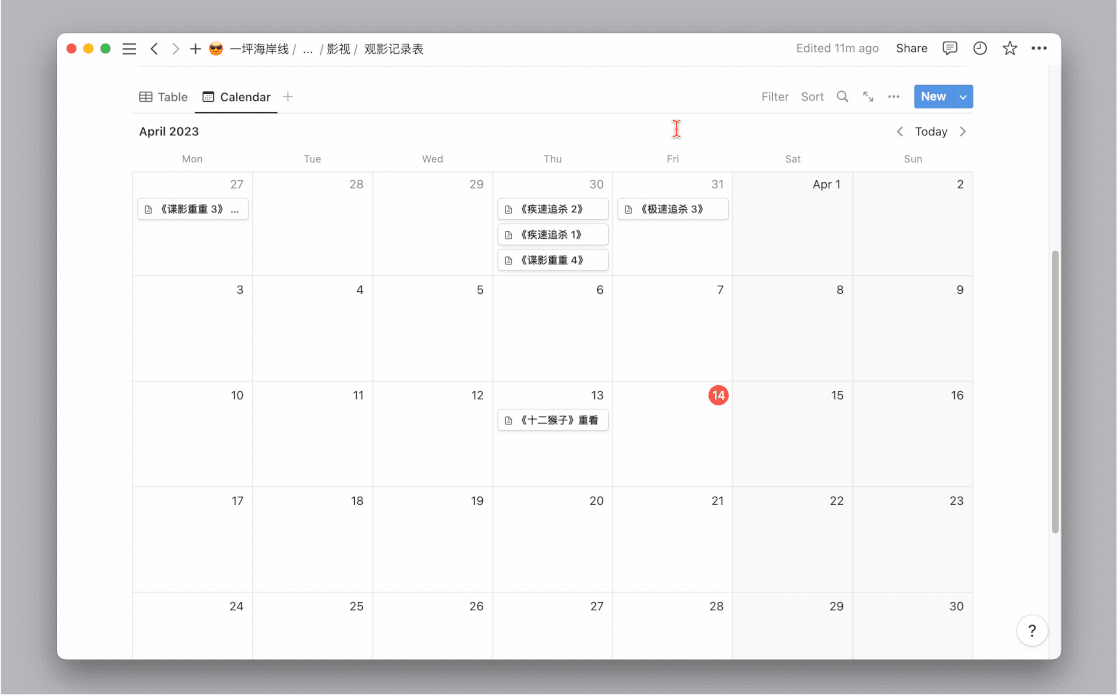 一坪海岸线 / ... / 影视 / 观影记录表 Edited 11m ago Share
Table Calendar Filter Sort New
April 2023 Today
Mon Tue Wed Thu Fri Sat Sun
27 28 29 30 31 Apr 1 2
《谍影重重 3》 ... 《疾速追杀 2》 《极速追杀 3》
《疾速追杀 1》
《谍影重重 4》
3 4 5 6 7 8 9
10 11 12 13 14 15 16
《十二猴子》重看
17 18 19 20 21 22 23
24 25 26 27 28 29 30
?